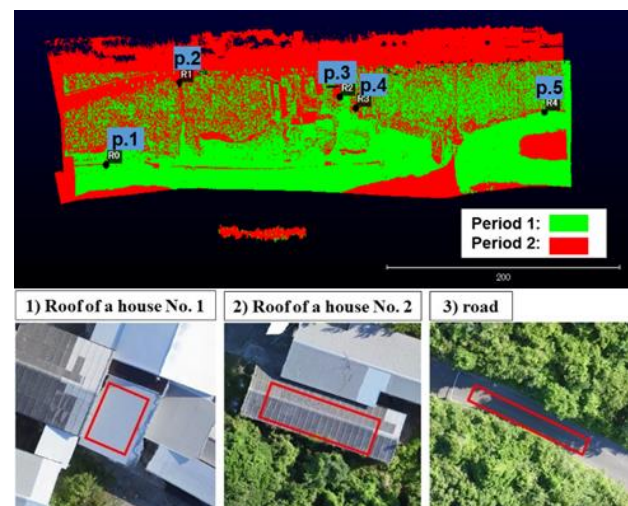 p.2
R1
p.3
R2
p.4
R3
p.5
R4
p.1
R0
Period 1:
Period 2:
200
1) Roof of a house No. 1
2) Roof of a house No. 2
3) road